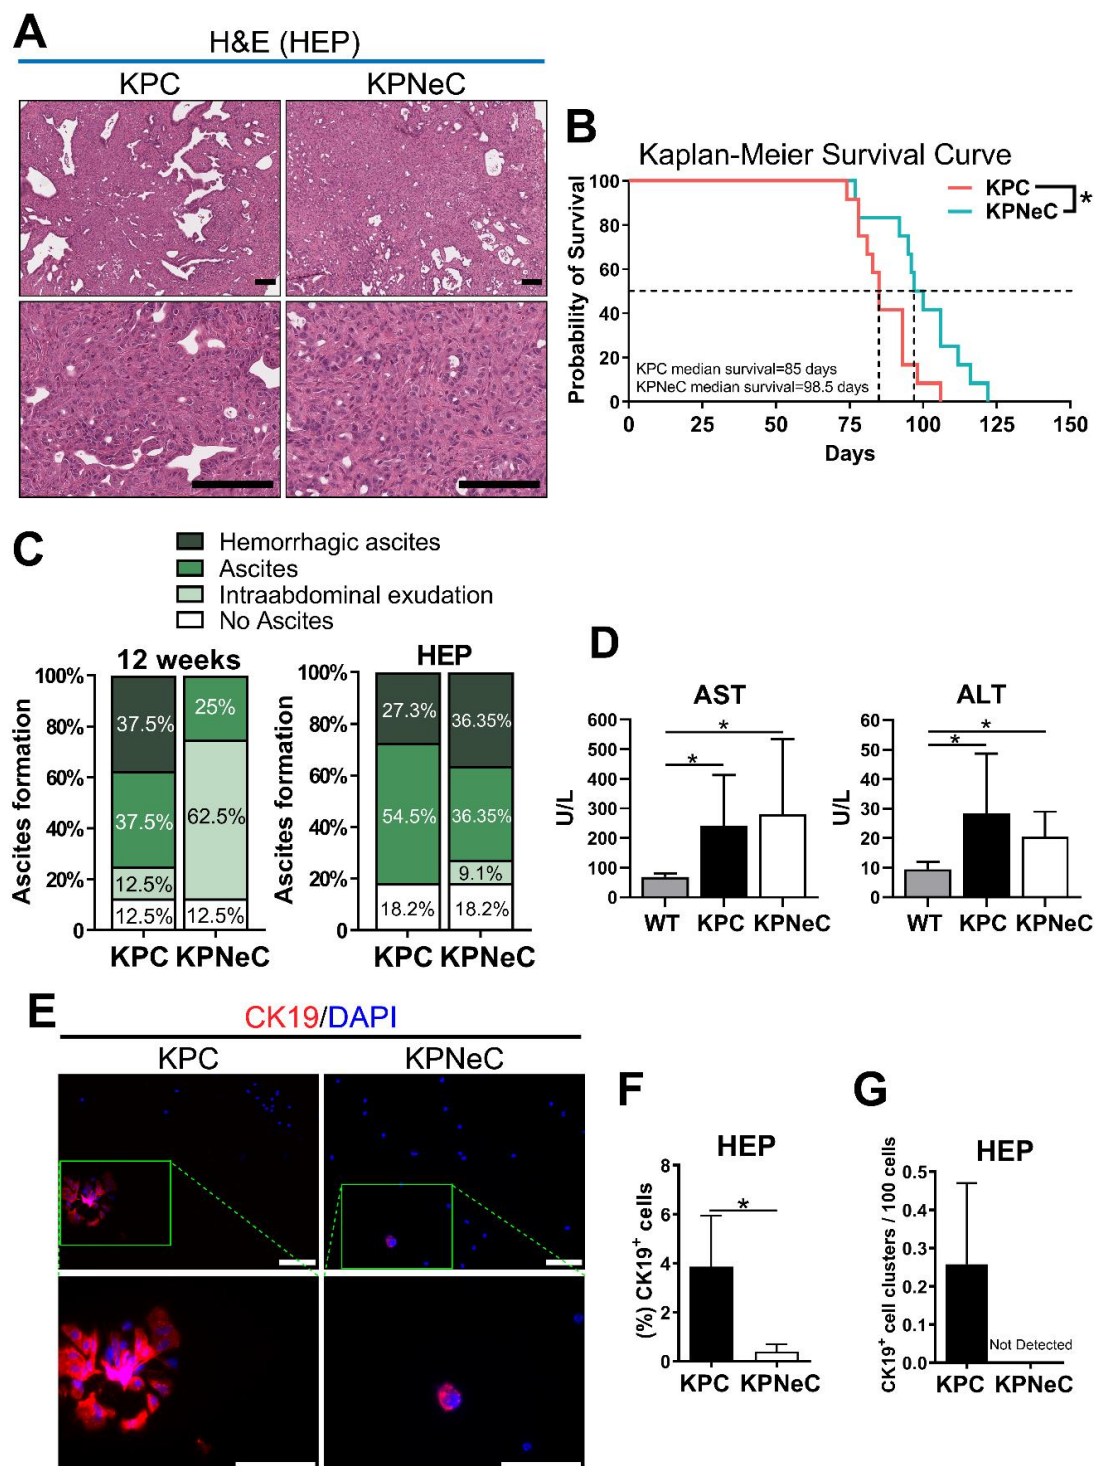 A
H&E (HEP)
KPC
KPNeC
B
Kaplan-Meier Survival Curve
Probability of Survival
100
80
60
40
20
0
KPC
KPNeC
*
KPC median survival=85 days
KPNeC median survival=98.5 days
0 25 50 75 100 125 150
Days
C
Hemorrhagic ascites
Ascites
Intraabdominal exudation
No Ascites
12 weeks
Ascites formation
100%
80%
60%
40%
20%
0
37.5%
37.5%
12.5%
12.5%
25%
62.5%
12.5%
KPC KPNeC
HEP
Ascites formation
100%
80%
60%
40%
20%
0
27.3%
54.5%
18.2%
36.35%
36.35%
9.1%
18.2%
KPC KPNeC
D
AST
U/L
600
500
400
300
200
100
0
*
*
WT KPC KPNeC
ALT
U/L
60
50
40
30
20
10
0
*
*
WT KPC KPNeC
E
CK19/DAPI
KPC
KPNeC
F
HEP
(%) CK19+ cells
8
6
4
2
0
*
KPC KPNeC
G
HEP
CK19+ cell clusters / 100 cells
0.5
0.4
0.3
0.2
0.1
0.0
Not Detected
KPC KPNeC